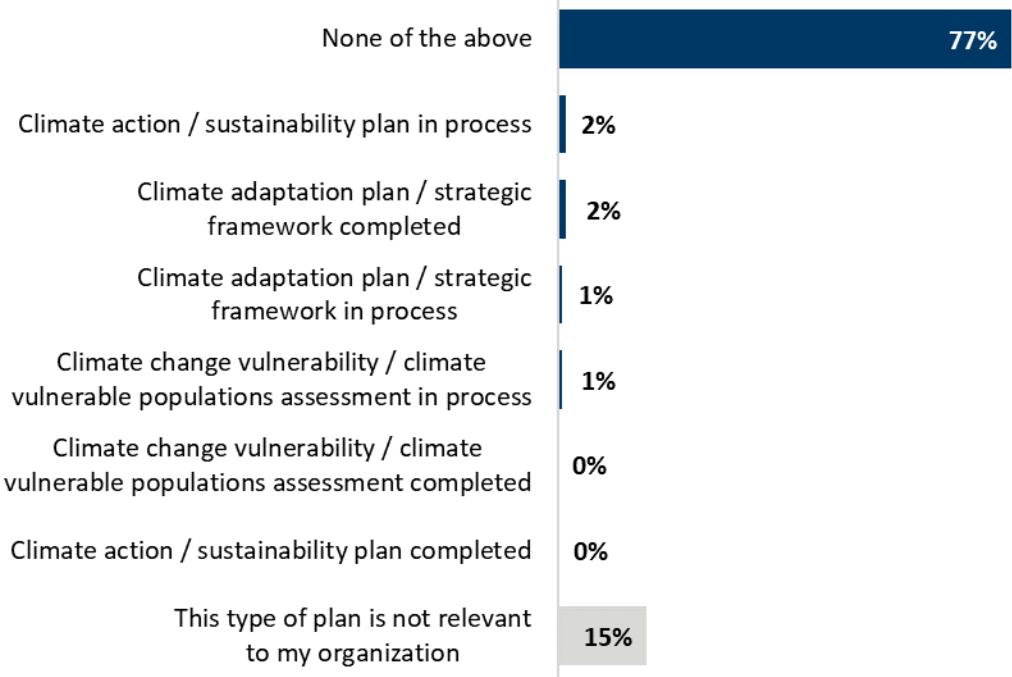 None of the above
77%
Climate action / sustainability plan in process
2%
Climate adaptation plan / strategic
framework completed
2%
Climate adaptation plan / strategic
framework in process
1%
Climate change vulnerability / climate
vulnerable populations assessment in process
1%
Climate change vulnerability / climate
vulnerable populations assessment completed
0%
Climate action / sustainability plan completed
0%
This type of plan is not relevant
to my organization
15%